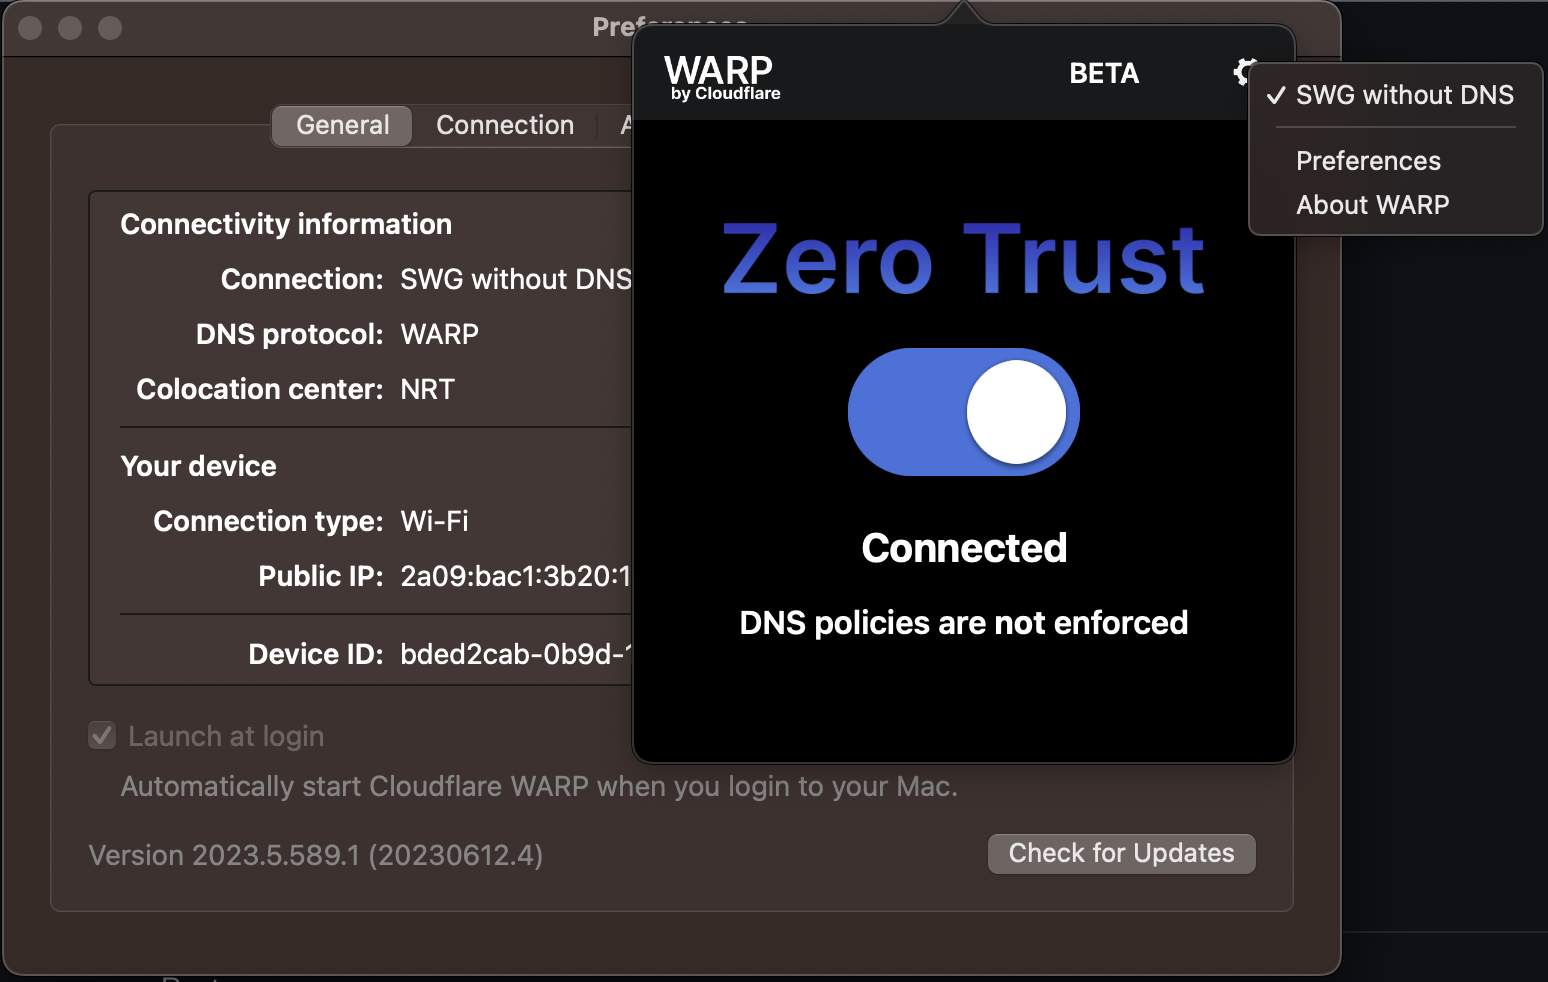 WARP
by Cloudflare
BETA
SWG without DNS
Preferences
About WARP
General
Connection
Connectivity information
Connection: SWG without DNS
DNS protocol: WARP
Colocation center: NRT
Your device
Connection type: Wi-Fi
Public IP: 2a09:bac1:3b20:1
Device ID: bded2cab-0b9d-1
Launch at login
Automatically start Cloudflare WARP when you login to your Mac.
Version 2023.5.589.1 (20230612.4)
Check for Updates
Zero Trust
Connected
DNS policies are not enforced